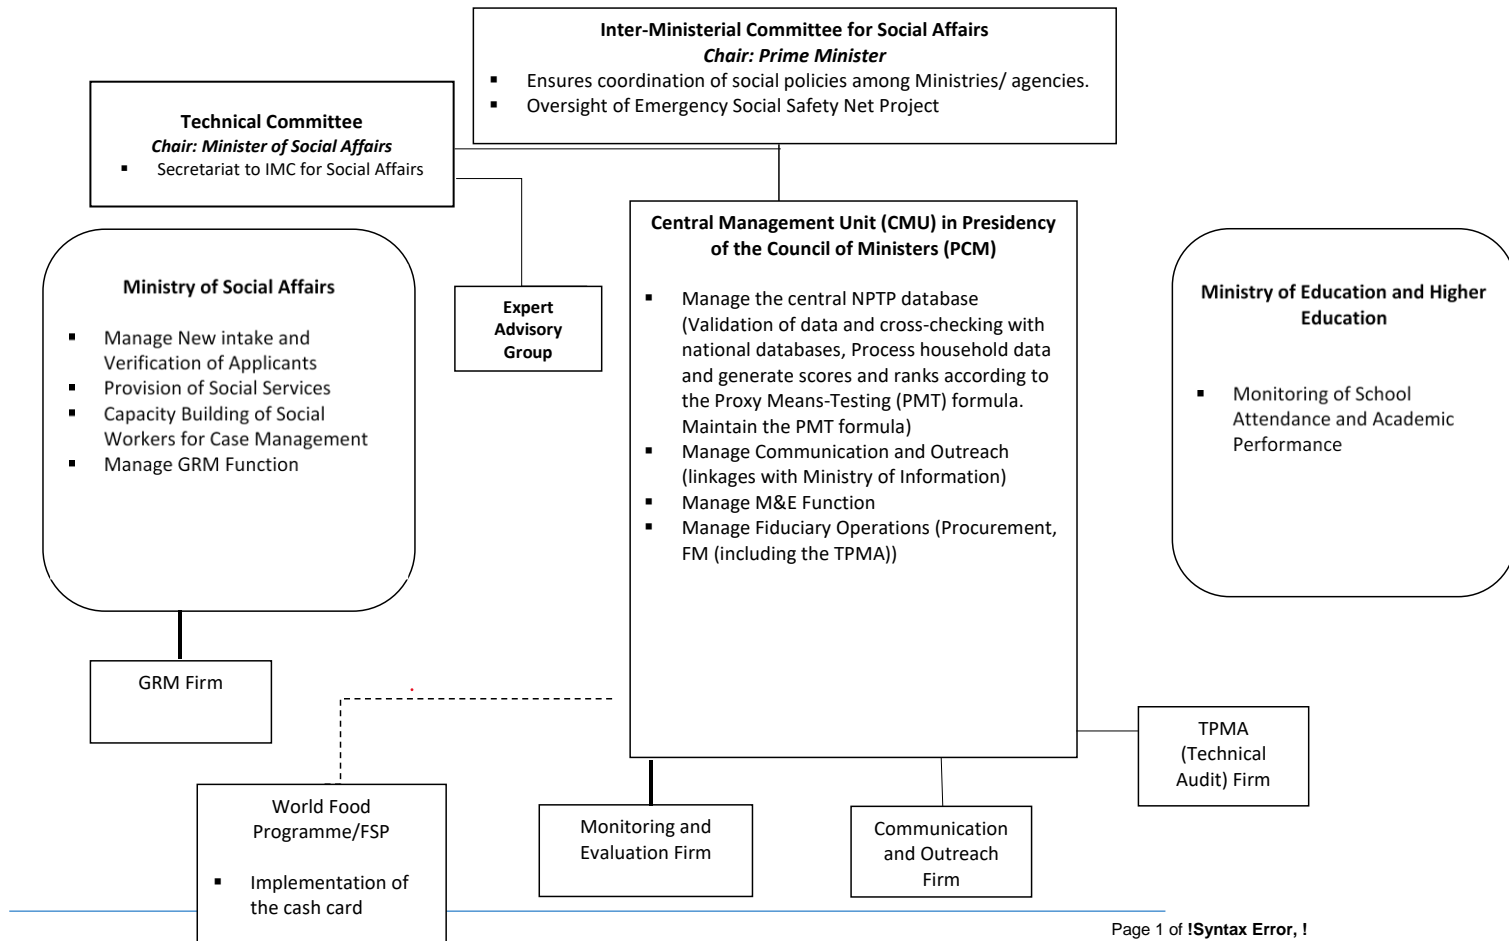 Inter-Ministerial Committee for Social Affairs
Chair: Prime Minister
▪ Ensures coordination of social policies among Ministries/ agencies.
▪ Oversight of Emergency Social Safety Net Project
Technical Committee
Chair: Minister of Social Affairs
▪ Secretariat to IMC for Social Affairs
Central Management Unit (CMU) in Presidency
of the Council of Ministers (PCM)
▪ Manage the central NPTP database
(Validation of data and cross-checking with
national databases, Process household data
and generate scores and ranks according to
the Proxy Means-Testing (PMT) formula.
Maintain the PMT formula)
▪ Manage Communication and Outreach
(linkages with Ministry of Information)
▪ Manage M&E Function
▪ Manage Fiduciary Operations (Procurement,
FM (including the TPMA))
Ministry of Social Affairs
▪ Manage New intake and
Verification of Applicants
▪ Provision of Social Services
▪ Capacity Building of Social
Workers for Case Management
▪ Manage GRM Function
Expert
Advisory
Group
Ministry of Education and Higher
Education
▪ Monitoring of School
Attendance and Academic
Performance
GRM Firm
TPMA
(Technical
Audit) Firm
World Food
Programme/FSP
▪ Implementation of
the cash card
Monitoring and
Evaluation Firm
Communication
and Outreach
Firm
Page 1 of !Syntax Error, !